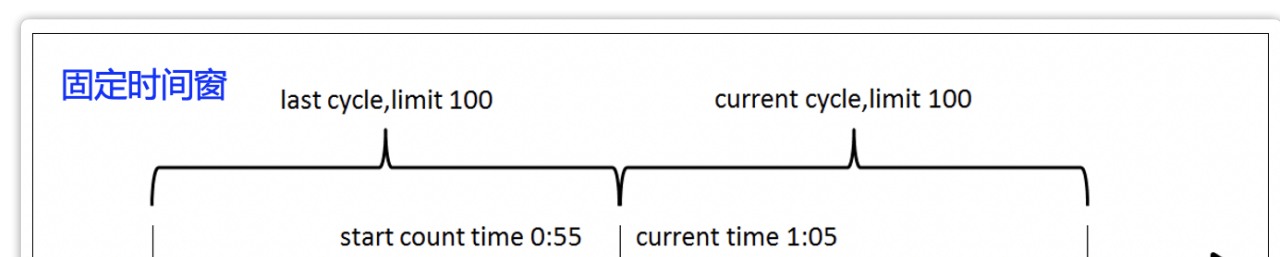 固定时间窗
last cycle,limit 100
current cycle,limit 100
start count time 0:55
current time 1:05